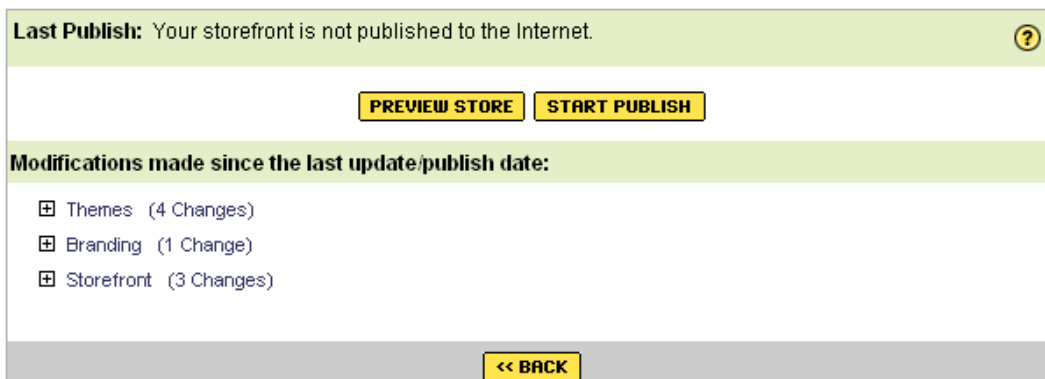 Last Publish: Your storefront is not published to the Internet.
?
PREVIEW STORE START PUBLISH
Modifications made since the last update/publish date:
Themes (4 Changes)
Branding (1 Change)
Storefront (3 Changes)
<< BACK